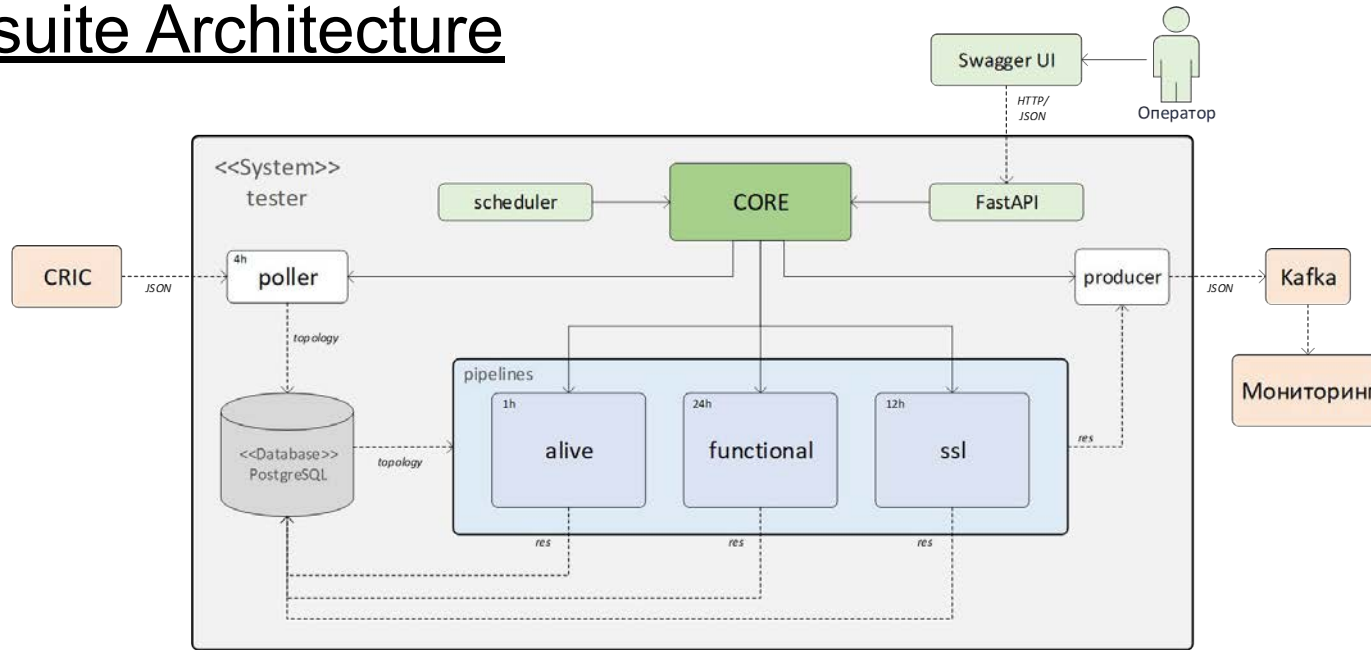 suite Architecture
Swagger UI
Оператор
HTTP/
JSON
<<System>>
tester
scheduler
CORE
FastAPI
CRIC
JSON
4h
poller
producer
JSON
Kafka
topology
Мониторинг
pipelines
1h
alive
24h
functional
12h
ssl
<<Database>>
PostgreSQL
topology
res
res
res
res